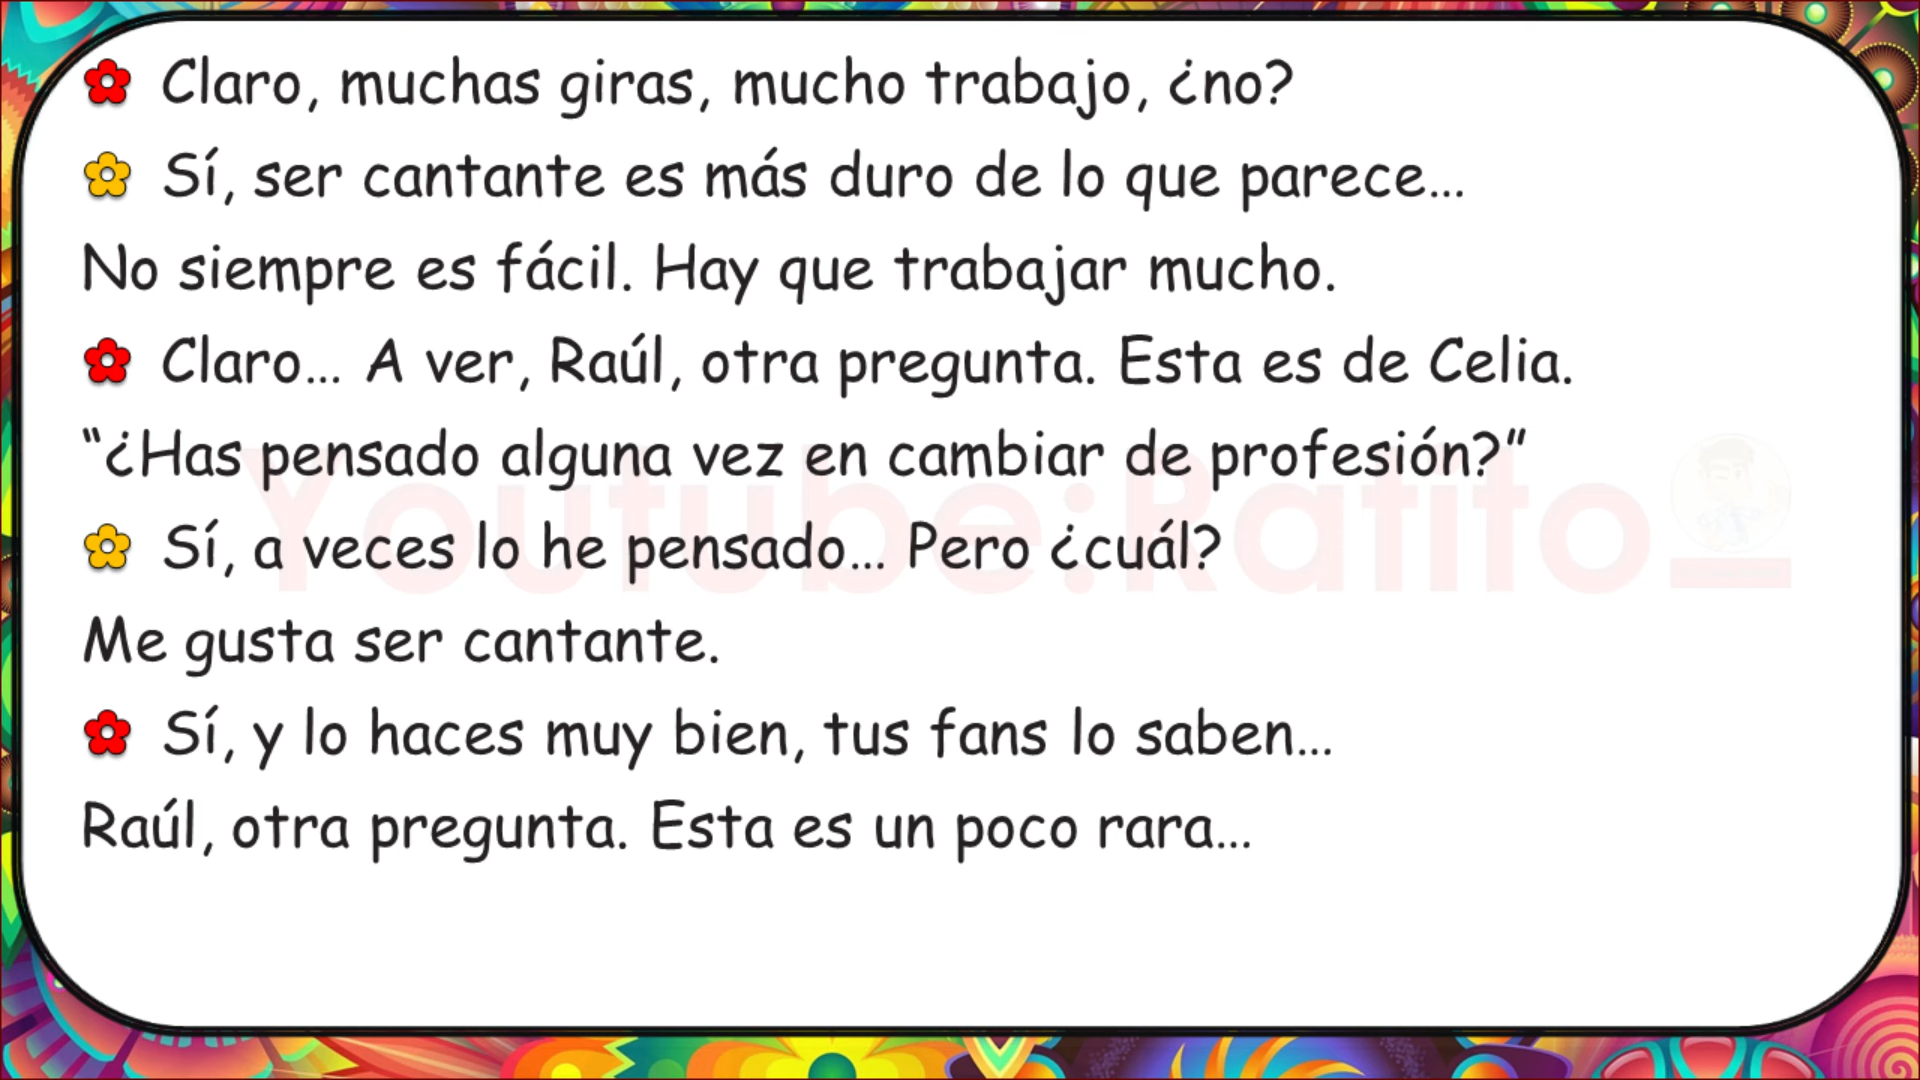 Claro, muchas giras, mucho trabajo, ¿no?
Sí, ser cantante es más duro de lo que parece...
No siempre es fácil. Hay que trabajar mucho.
Claro... A ver, Raúl, otra pregunta. Esta es de Celia.
“¿Has pensado alguna vez en cambiar de profesión?”
Sí, a veces lo he pensado... Pero ¿cuál?
Me gusta ser cantante.
Sí, y lo haces muy bien, tus fans lo saben...
Raúl, otra pregunta. Esta es un poco rara...
Youtube:Ratito